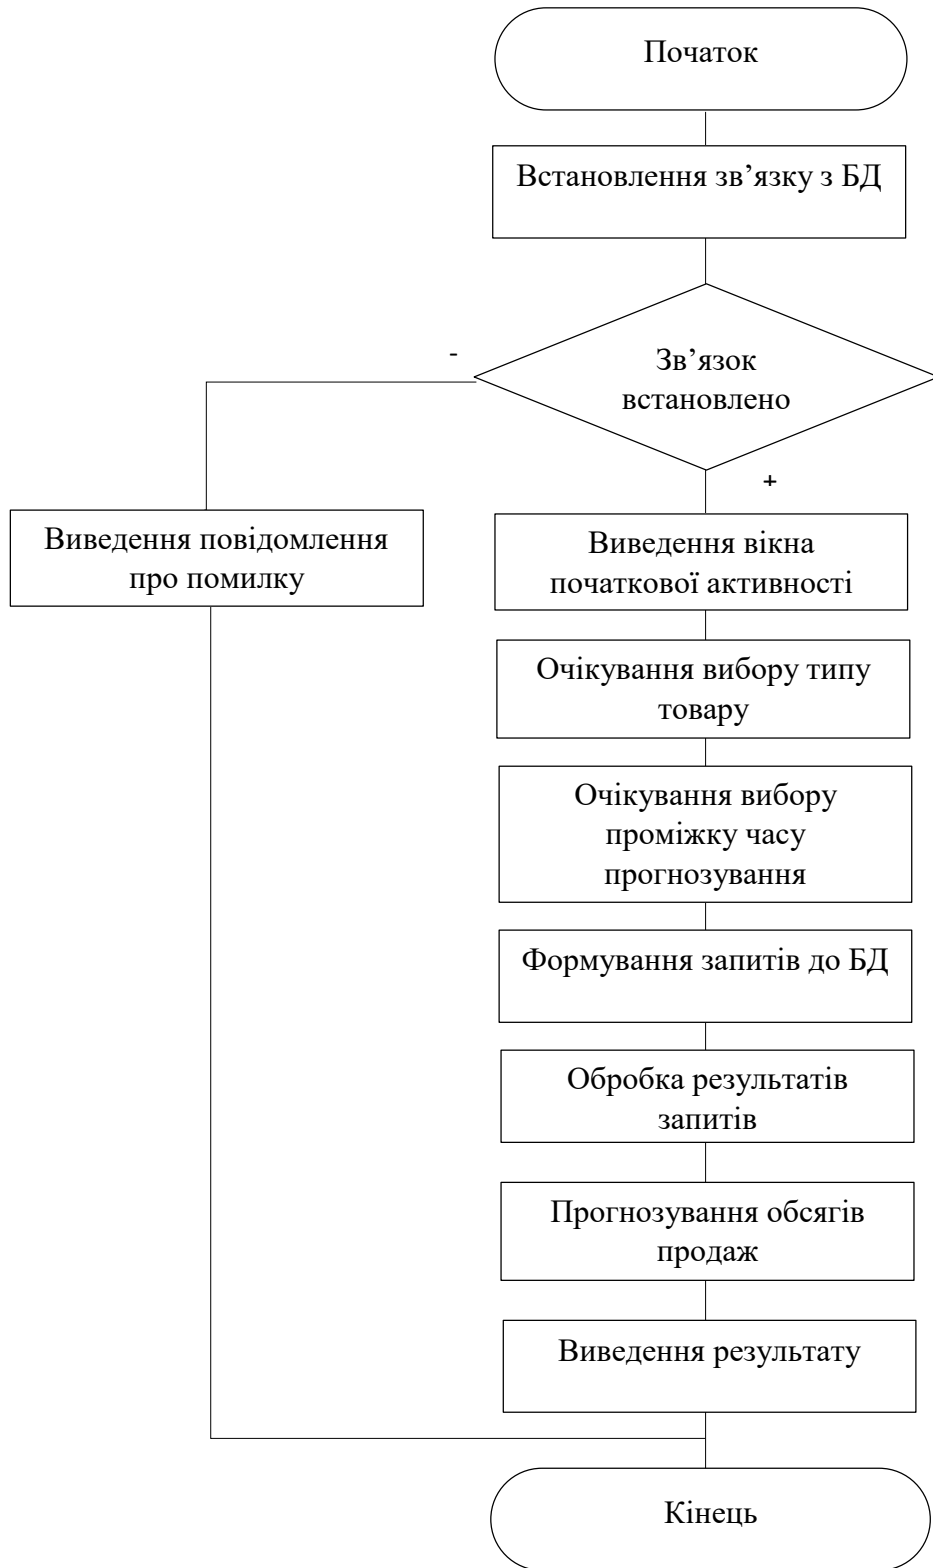 Початок
Встановлення зв’язку з БД
-
Зв’язок
встановлено
+
Виведення повідомлення
про помилку
Виведення вікна
початкової активності
Очікування вибору типу
товару
Очікування вибору
проміжку часу
прогнозування
Формування запитів до БД
Обробка результатів
запитів
Прогнозування обсягів
продаж
Виведення результату
Кінець